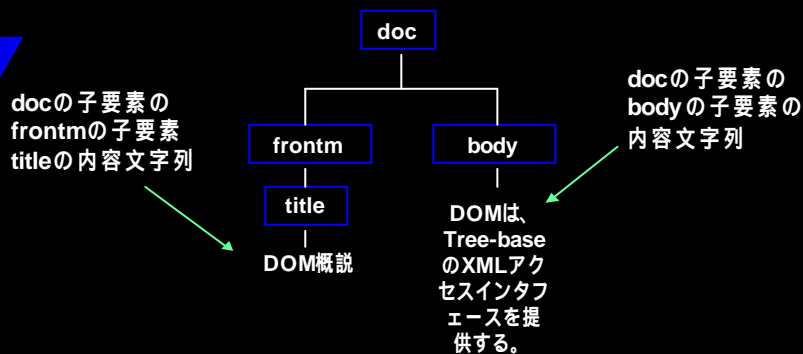 doc
docの子要素の
frontmの子要素
titleの内容文字列
docの子要素の
bodyの子要素の
内容文字列
frontm
body
title
DOM概説
DOMは、
Tree-base
のXMLアク
セスインタフ
ェースを提
供する。